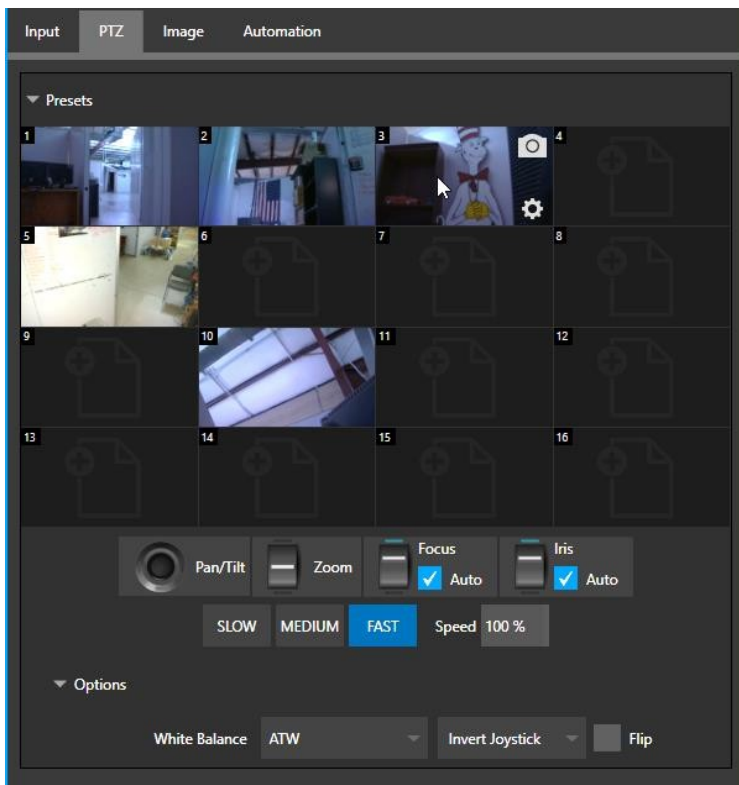 Input PTZ Image Automation
Presets
1 2 3 4
5 6 7 8
9 10 11 12
13 14 15 16
Pan/Tilt Zoom Focus Auto Iris Auto
SLOW MEDIUM FAST Speed 100 %
Options
White Balance ATW Invert Joystick Flip